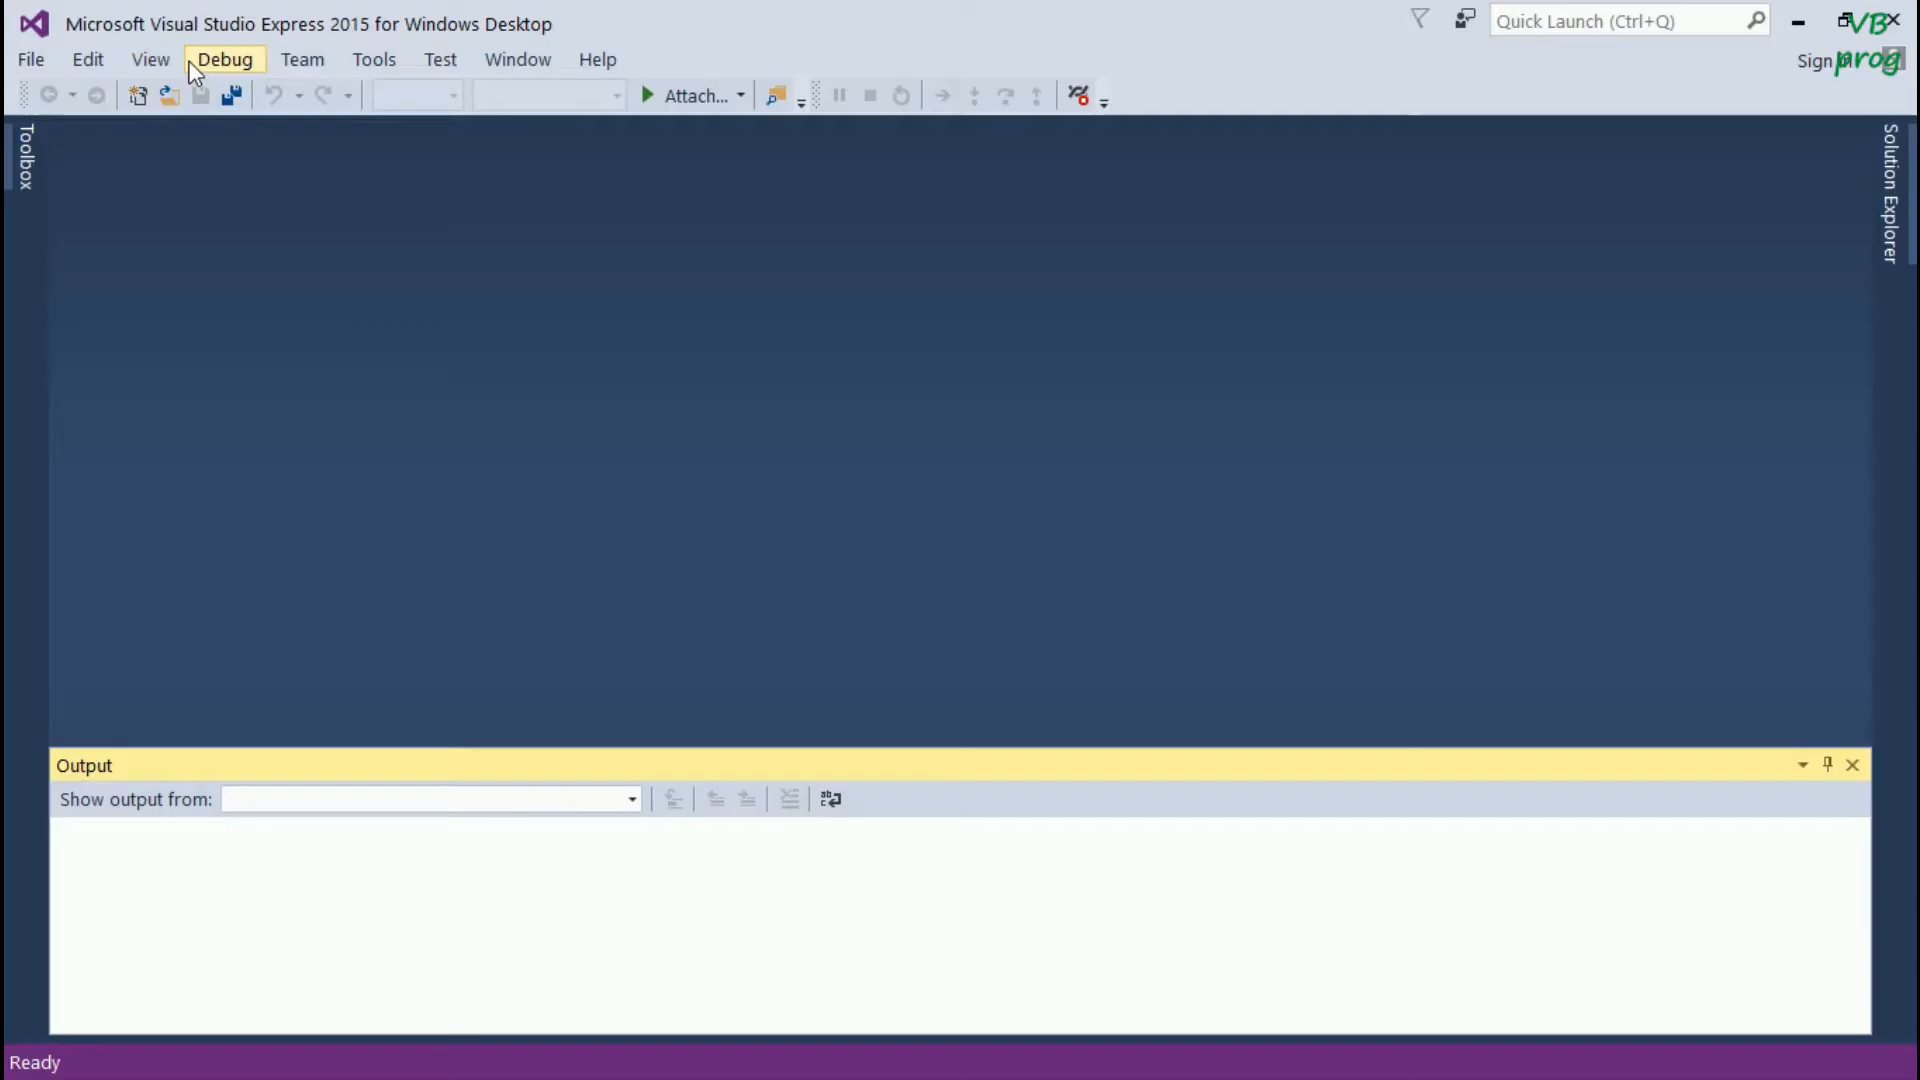 Microsoft Visual Studio Express 2015 for Windows Desktop
Quick Launch (Ctrl+Q)
VB
prog
File Edit View Debug Team Tools Test Window Help
Sign
Attach...
Toolbox
Solution Explorer
Output
Show output from:
Ready